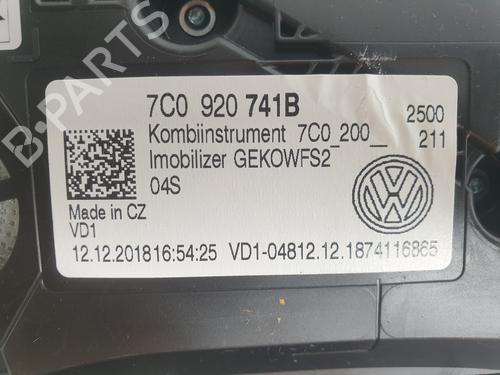 B-PARTS
7C0 920 741B
Kombiinstrument 7C0_200__
2500
211
Imobilizer GEKOWFS2
04S
Made in CZ
VD1
12.12.201816:54:25 VD1-04812.12.1874116865